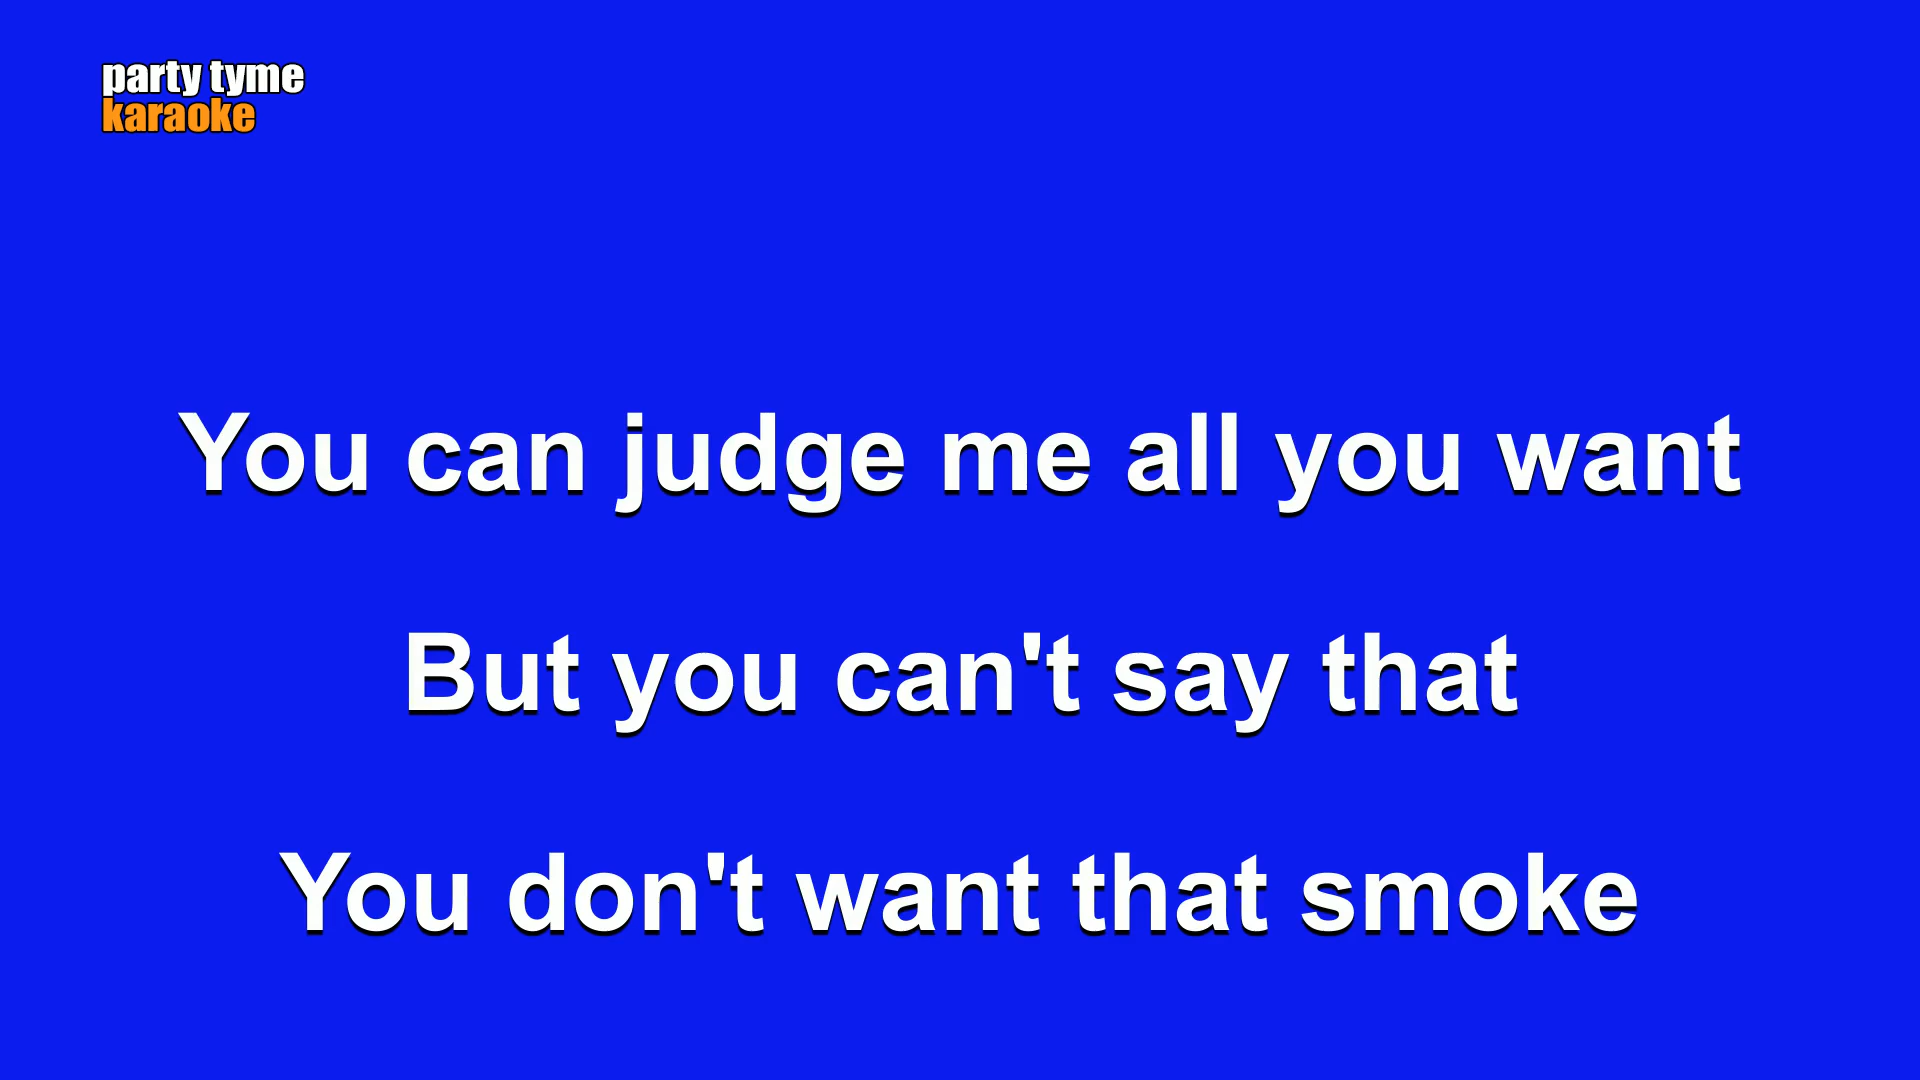 party tyme
karaoke
You can judge me all you want
But you can't say that
You don't want that smoke